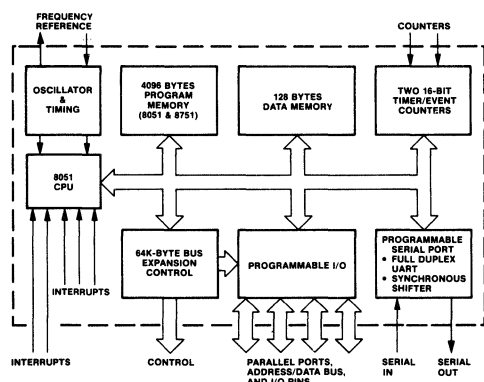 FREQUENCY
REFERENCE
COUNTERS
OSCILLATOR
&
TIMING
4096 BYTES
PROGRAM
MEMORY
(8051 & 8751)
128 BYTES
DATA MEMORY
TWO 16-BIT
TIMER/EVENT
COUNTERS
8051
CPU
64K-BYTE BUS
EXPANSION
CONTROL
PROGRAMMABLE I/O
PROGRAMMABLE
SERIAL PORT
• FULL DUPLEX
UART
• SYNCHRONOUS
SHIFTER
INTERRUPTS
INTERRUPTS
CONTROL
PARALLEL PORTS,
ADDRESS/DATA BUS,
AND I/O PINS
SERIAL
IN
SERIAL
OUT